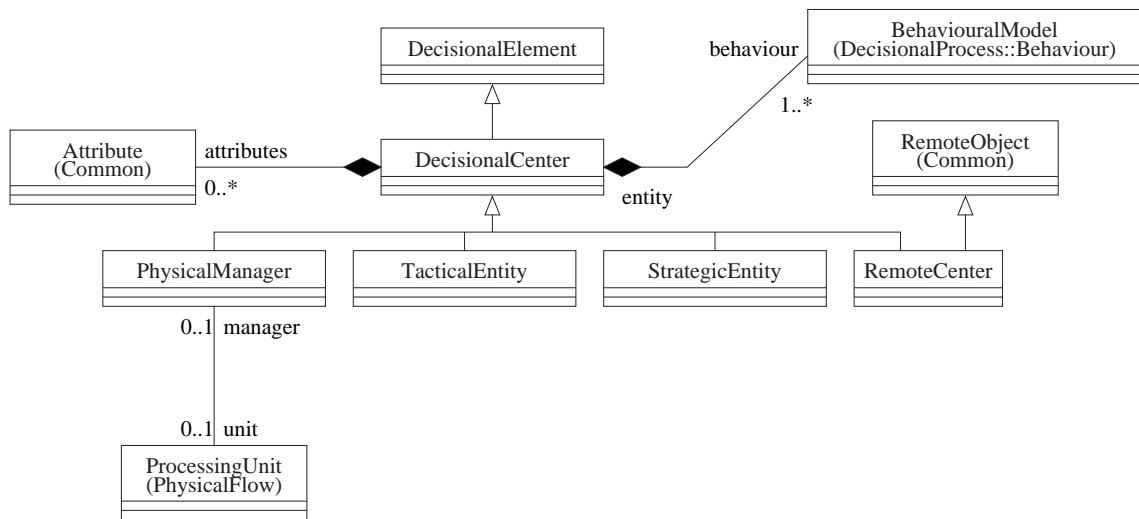 DecisionalElement
behaviour
BehaviouralModel
(DecisionalProcess::Behaviour)
1..*
Attribute
(Common)
attributes
0..*
DecisionalCenter
entity
RemoteObject
(Common)
PhysicalManager
TacticalEntity
StrategicEntity
RemoteCenter
0..1 manager
0..1 unit
ProcessingUnit
(PhysicalFlow)